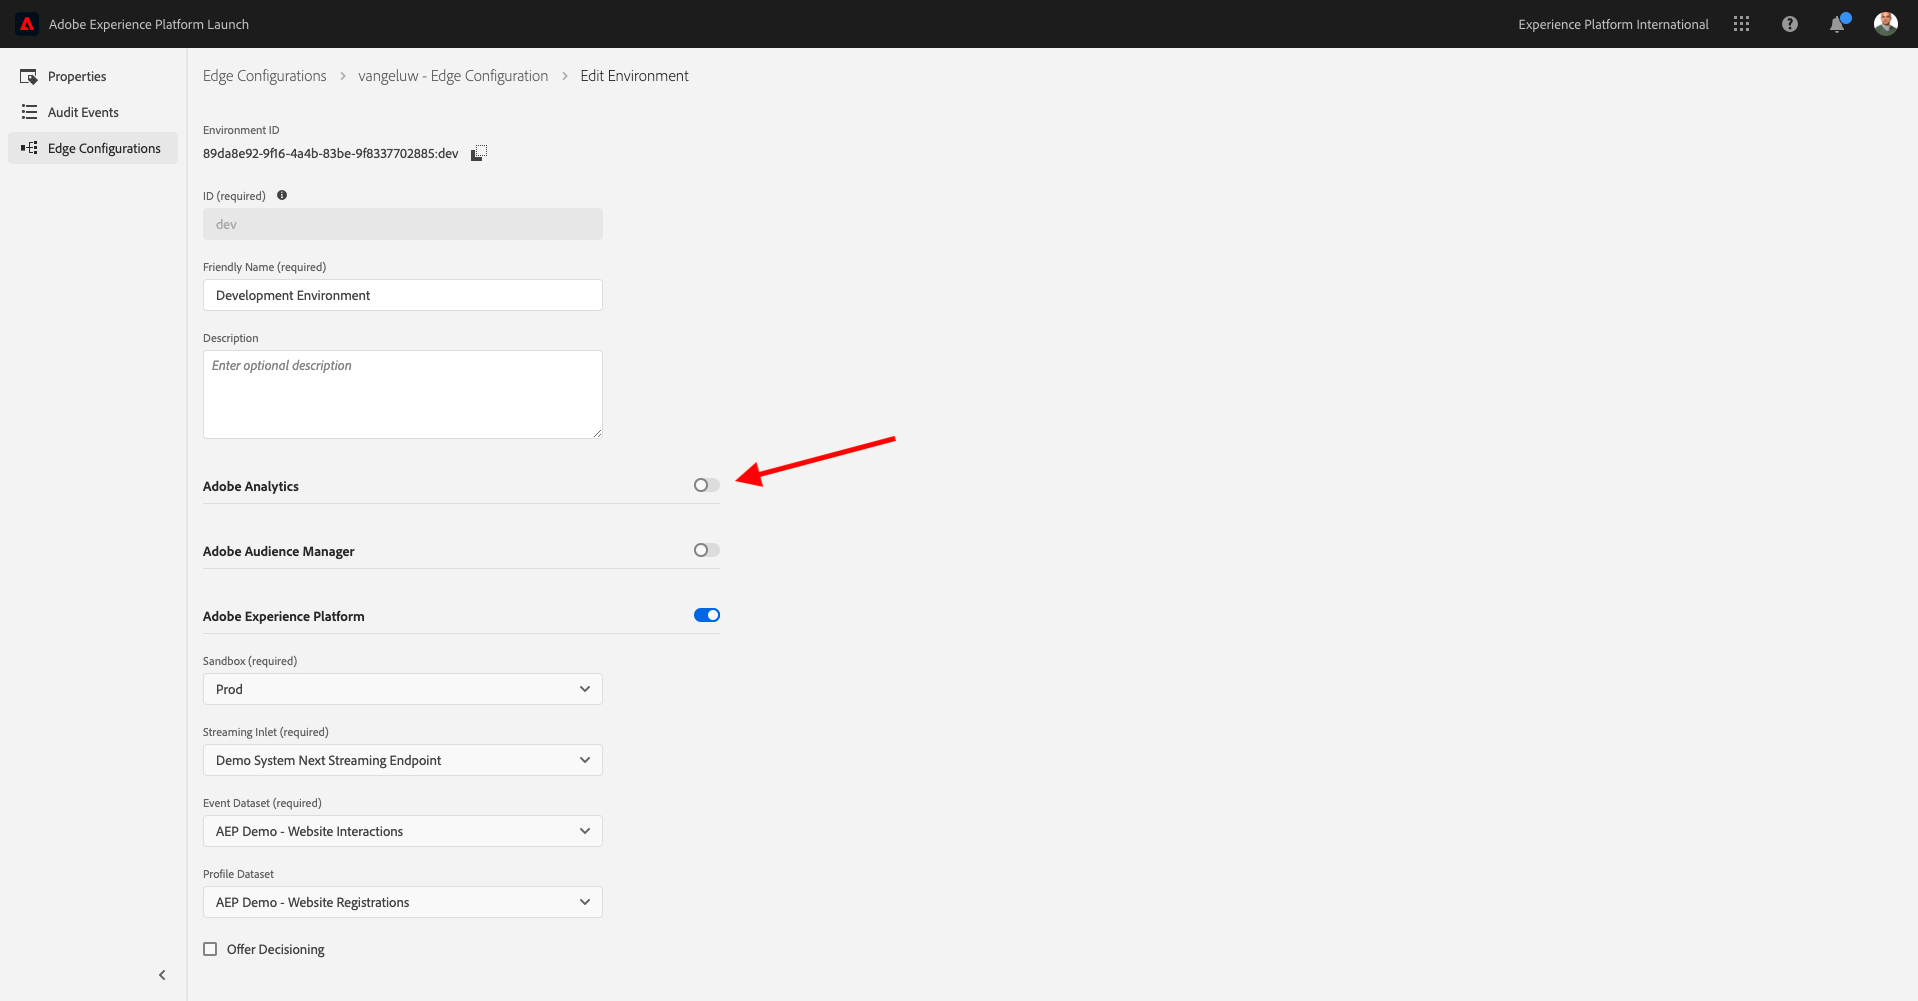 Adobe Experience Platform Launch
Experience Platform International
Properties
Audit Events
Edge Configurations
Edge Configurations > vangeluw - Edge Configuration > Edit Environment
Environment ID
89da8e92-9f16-4a4b-83be-9f8337702885:dev
ID (required)
dev
Friendly Name (required)
Development Environment
Description
Enter optional description
Adobe Analytics
Adobe Audience Manager
Adobe Experience Platform
Sandbox (required)
Prod
Streaming Inlet (required)
Demo System Next Streaming Endpoint
Event Dataset (required)
AEP Demo - Website Interactions
Profile Dataset
AEP Demo - Website Registrations
Offer Decisioning